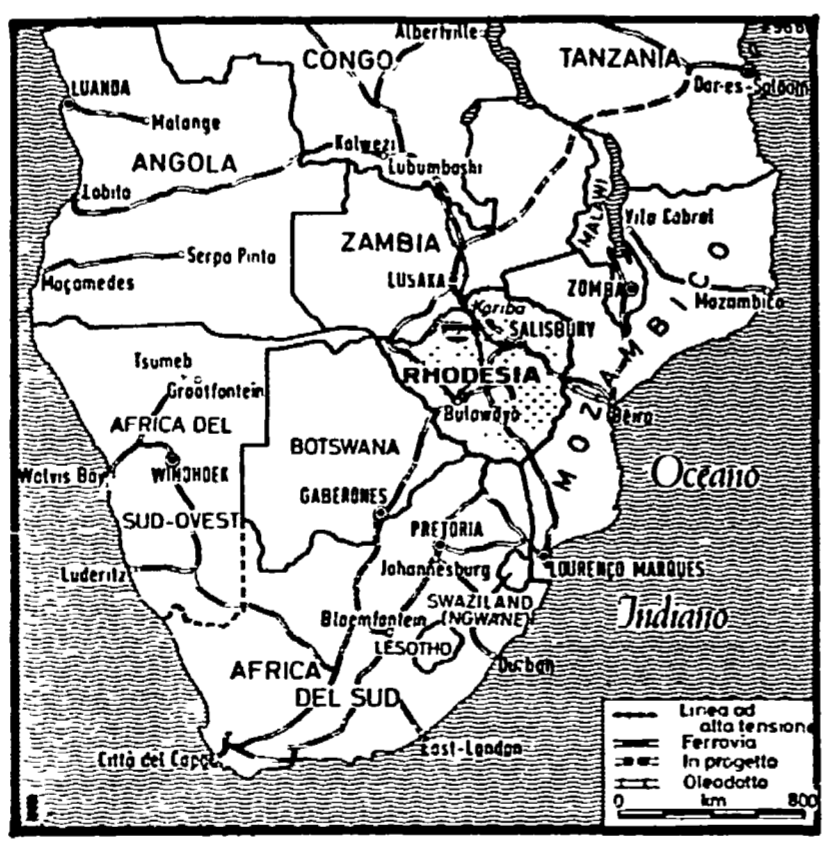 Albertville
CONGO
TANZANIA
LUANDA
Dar-es-Salaam
Malange
Kolwezi
ANGOLA
Lubumbashi
Lobito
MALAWI
Vila Cabral
ZAMBIA
Serpa Pinto
Moçamedes
LUSAKA
ZOMBA
Mozambico
Kariba
SALISBURY
MOZAMBICO
Tsumeb
Grootfontein
RHODESIA
Bulawayo
Beira
AFRICA DEL
BOTSWANA
Walvis Bay
WINDHOEK
Oceano
GABERONES
SUD-OVEST
PRETORIA
Luderitz
Johannesburg
LOURENÇO MARQUES
SWAZILAND
(NGWANE)
Indiano
Bloemfontein
LESOTHO
AFRICA
Durban
DEL SUD
Città del Capo
East-London
Linea ad
alta tensione
Ferrovia
In progetto
Oleodotto
0 km 800